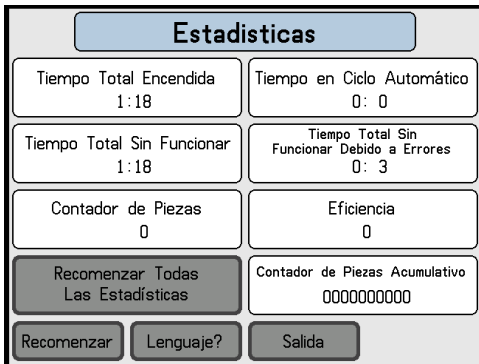 Estadisticas
Tiempo Total Encendida
1:18
Tiempo en Ciclo Automático
0: 0
Tiempo Total Sin Funcionar
1:18
Tiempo Total Sin
Funcionar Debido a Errores
0: 3
Contador de Piezas
0
Eficiencia
0
Recomenzar Todas
Las Estadísticas
Contador de Piezas Acumulativo
0000000000
Recomenzar
Lenguaje?
Salida